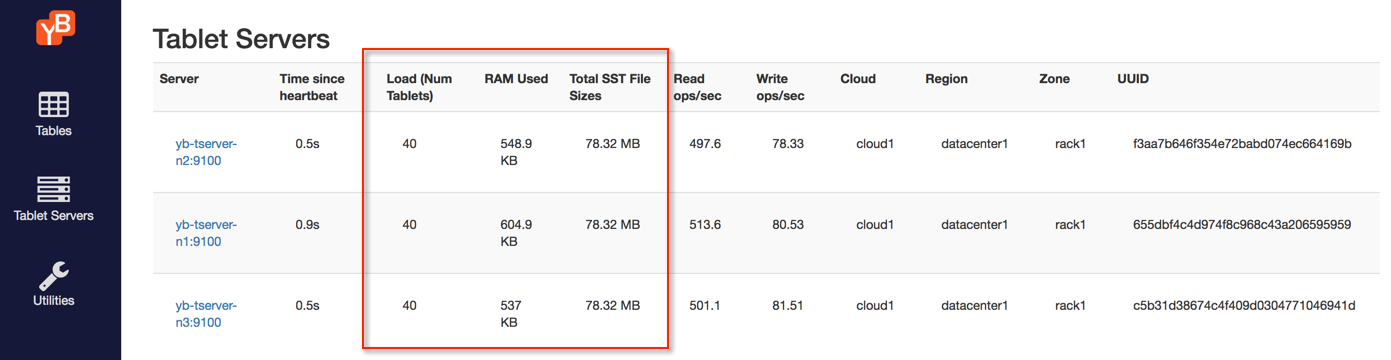 YB
Tables
Tablet Servers
Utilities
Tablet Servers
Server Time since heartbeat Load (Num Tablets) RAM Used Total SST File Sizes Read ops/sec Write ops/sec Cloud Region Zone UUID
yb-tserver-n2:9100 0.5s 40 548.9 KB 78.32 MB 497.6 78.33 cloud1 datacenter1 rack1 f3aa7b646f354e72babd074ec664169b
yb-tserver-n1:9100 0.9s 40 604.9 KB 78.32 MB 513.6 80.53 cloud1 datacenter1 rack1 655dbf4c4d974f8c968c43a206595959
yb-tserver-n3:9100 0.5s 40 537 KB 78.32 MB 501.1 81.51 cloud1 datacenter1 rack1 c5b31d38674c4f409d0304771046941d